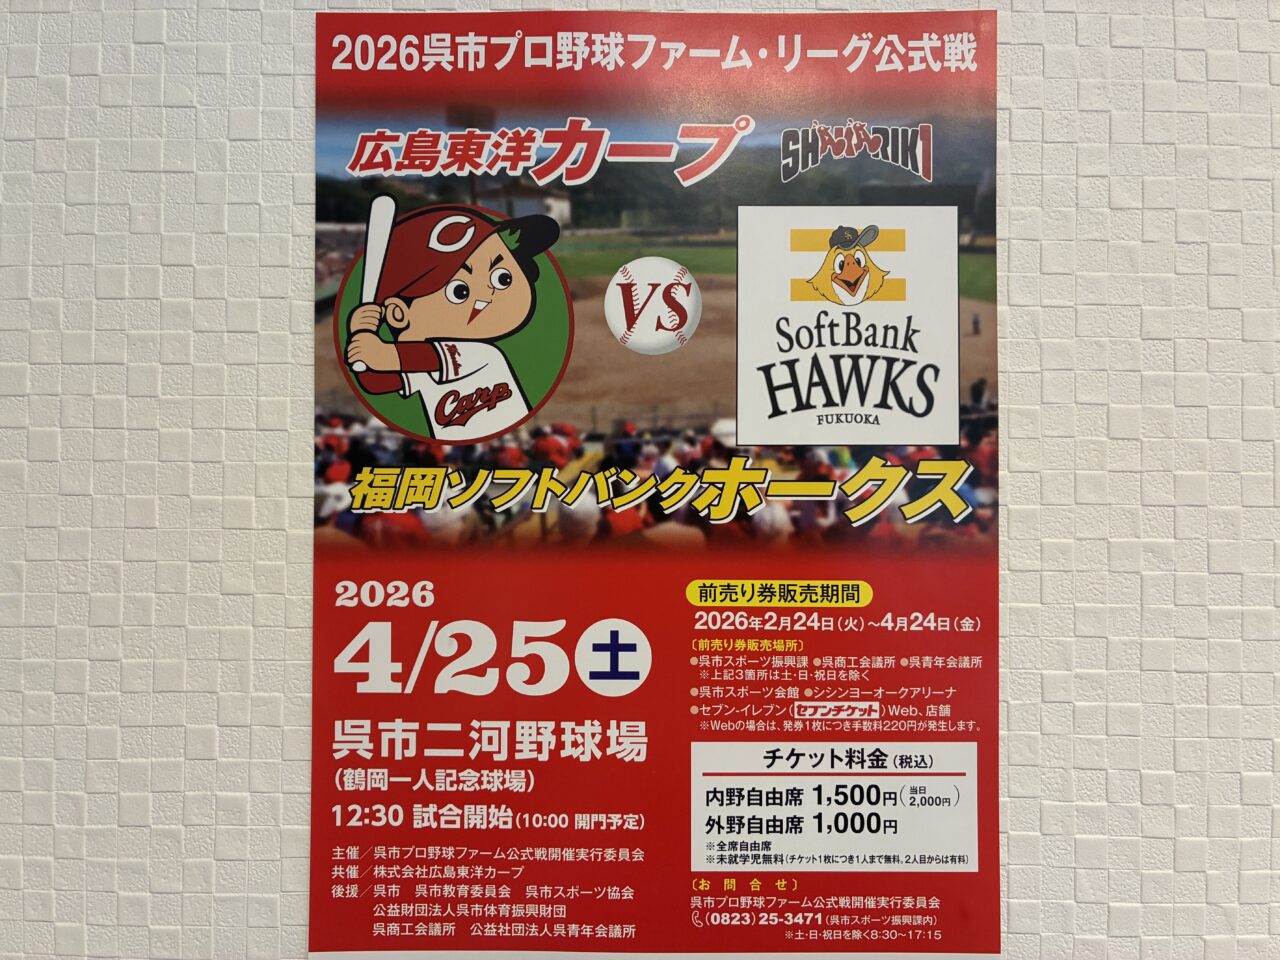 2026呉市プロ野球ファーム・リーグ公式戦
広島東洋カープ
SHAVARIKI
C
VS
Carp
SoftBank
HAWKS
FUKUOKA
福岡ソフトバンクホークス
2026
4/25土
呉市二河野球場
(鶴岡一人記念球場)
12:30 試合開始(10:00 開門予定)
主催/呉市プロ野球ファーム公式戦開催実行委員会
共催/株式会社広島東洋カープ
後援/呉市 呉市教育委員会 呉市スポーツ協会
公益財団法人呉市体育振興財団
呉商工会議所 公益社団法人呉青年会議所
前売り券販売期間
2026年2月24日(火)~4月24日(金)
〔前売り券販売場所〕
●呉市スポーツ振興課 ●呉商工会議所 ●呉青年会議所
※上記3箇所は土・日・祝日を除く
●呉市スポーツ会館 ●シシンヨーオークアリーナ
●セブン-イレブン(セブンチケット)Web、店舗
※Webの場合は、発券1枚につき手数料220円が発生します。
チケット料金(税込)
内野自由席 1,500円(当日2,000円)
外野自由席 1,000円
※全席自由席
※未就学児無料(チケット1枚につき1人まで無料。2人目からは有料)
〔お問合せ〕
呉市プロ野球ファーム公式戦開催実行委員会
(0823)25-3471(呉市スポーツ振興課内)
※土・日・祝日を除く8:30~17:15